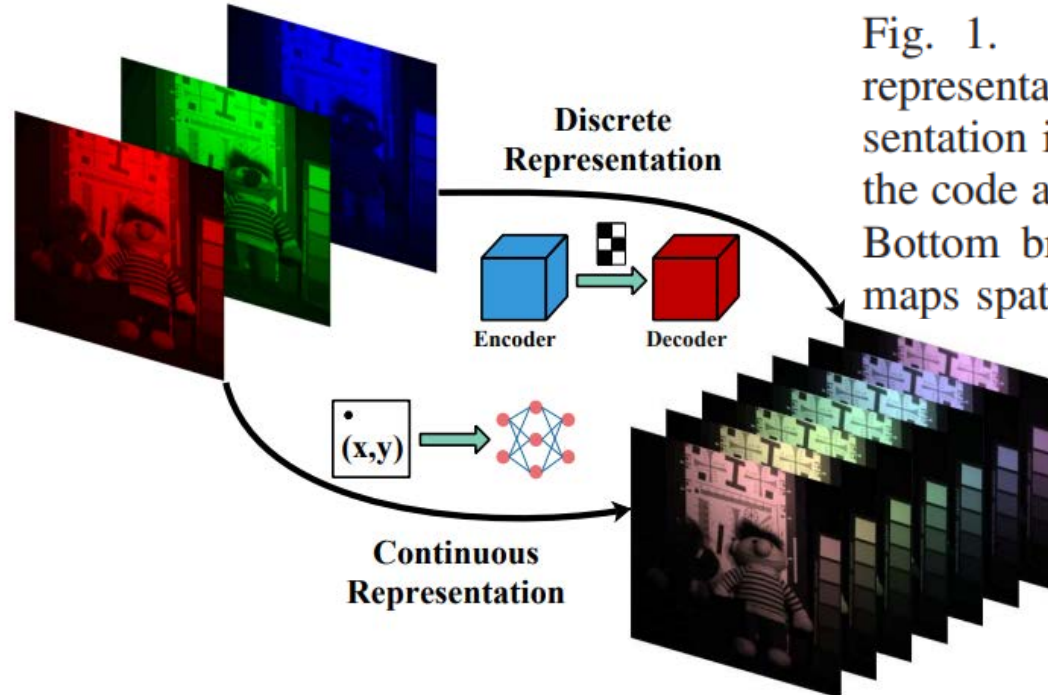 Fig. 1.
representa
sentation i
the code a
Bottom br
maps spat
Discrete
Representation
Encoder
Decoder
(x,y)
Continuous
Representation